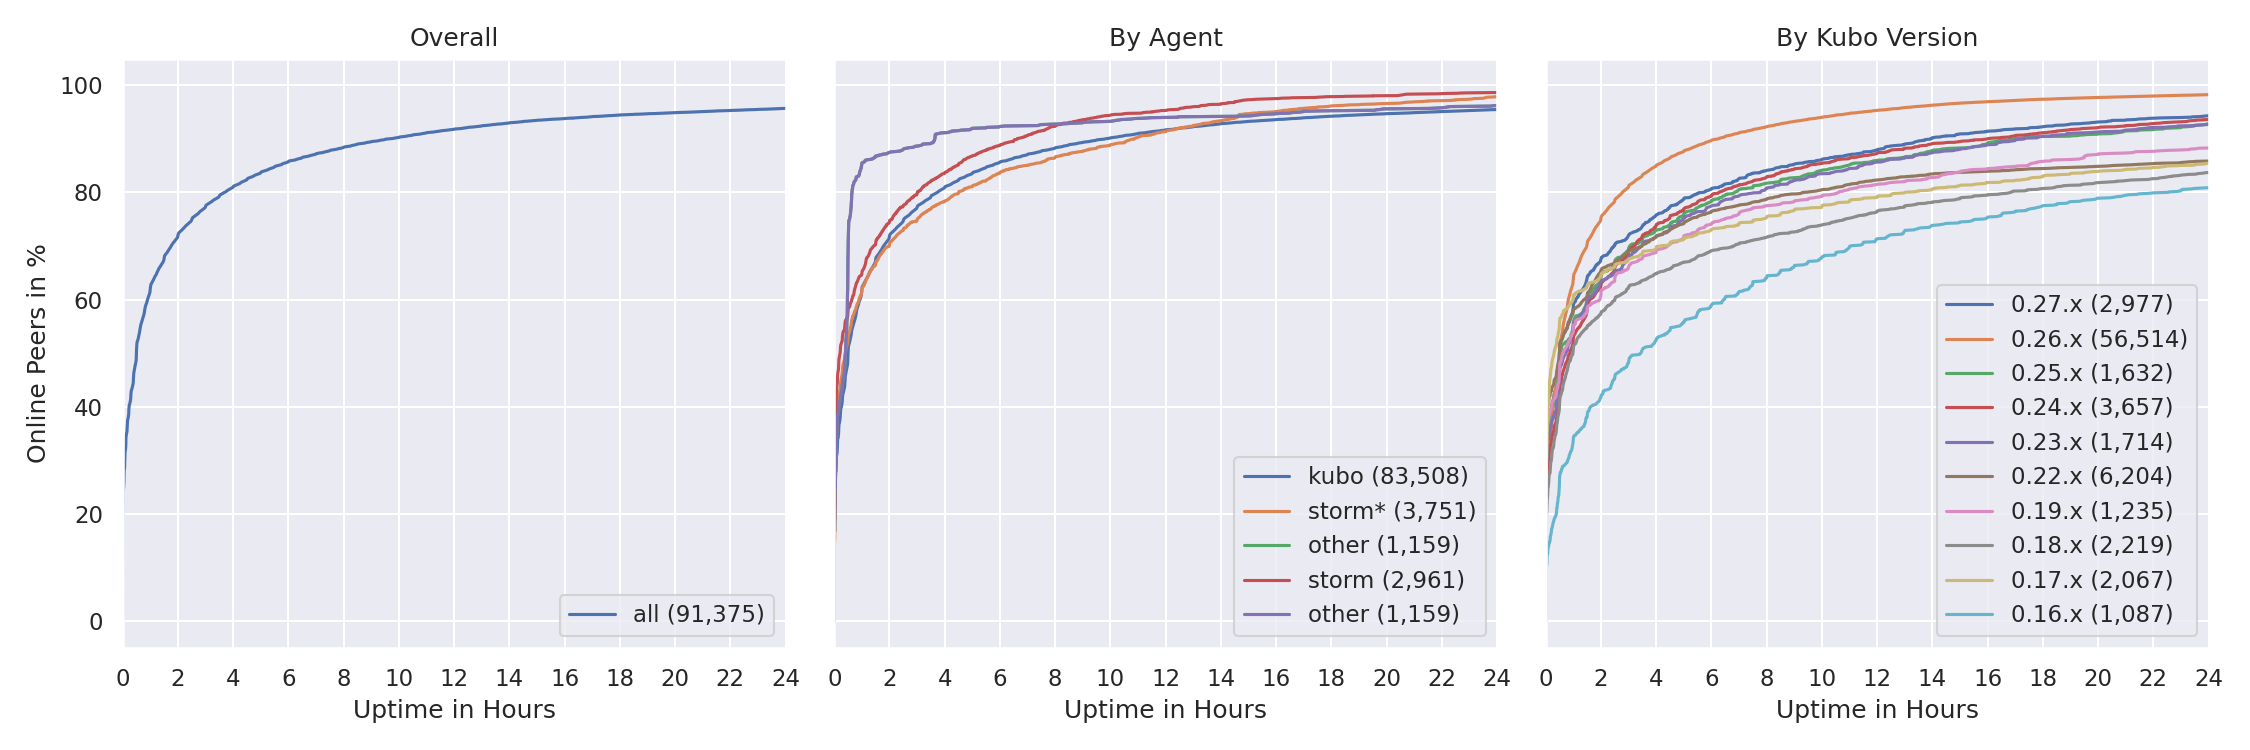 Overall
By Agent
By Kubo Version
Online Peers in %
100
80
60
40
20
0
all (91,375)
0 2 4 6 8 10 12 14 16 18 20 22 24
Uptime in Hours
kubo (83,508)
storm* (3,751)
other (1,159)
storm (2,961)
other (1,159)
0 2 4 6 8 10 12 14 16 18 20 22 24
Uptime in Hours
0.27.x (2,977)
0.26.x (56,514)
0.25.x (1,632)
0.24.x (3,657)
0.23.x (1,714)
0.22.x (6,204)
0.19.x (1,235)
0.18.x (2,219)
0.17.x (2,067)
0.16.x (1,087)
0 2 4 6 8 10 12 14 16 18 20 22 24
Uptime in Hours